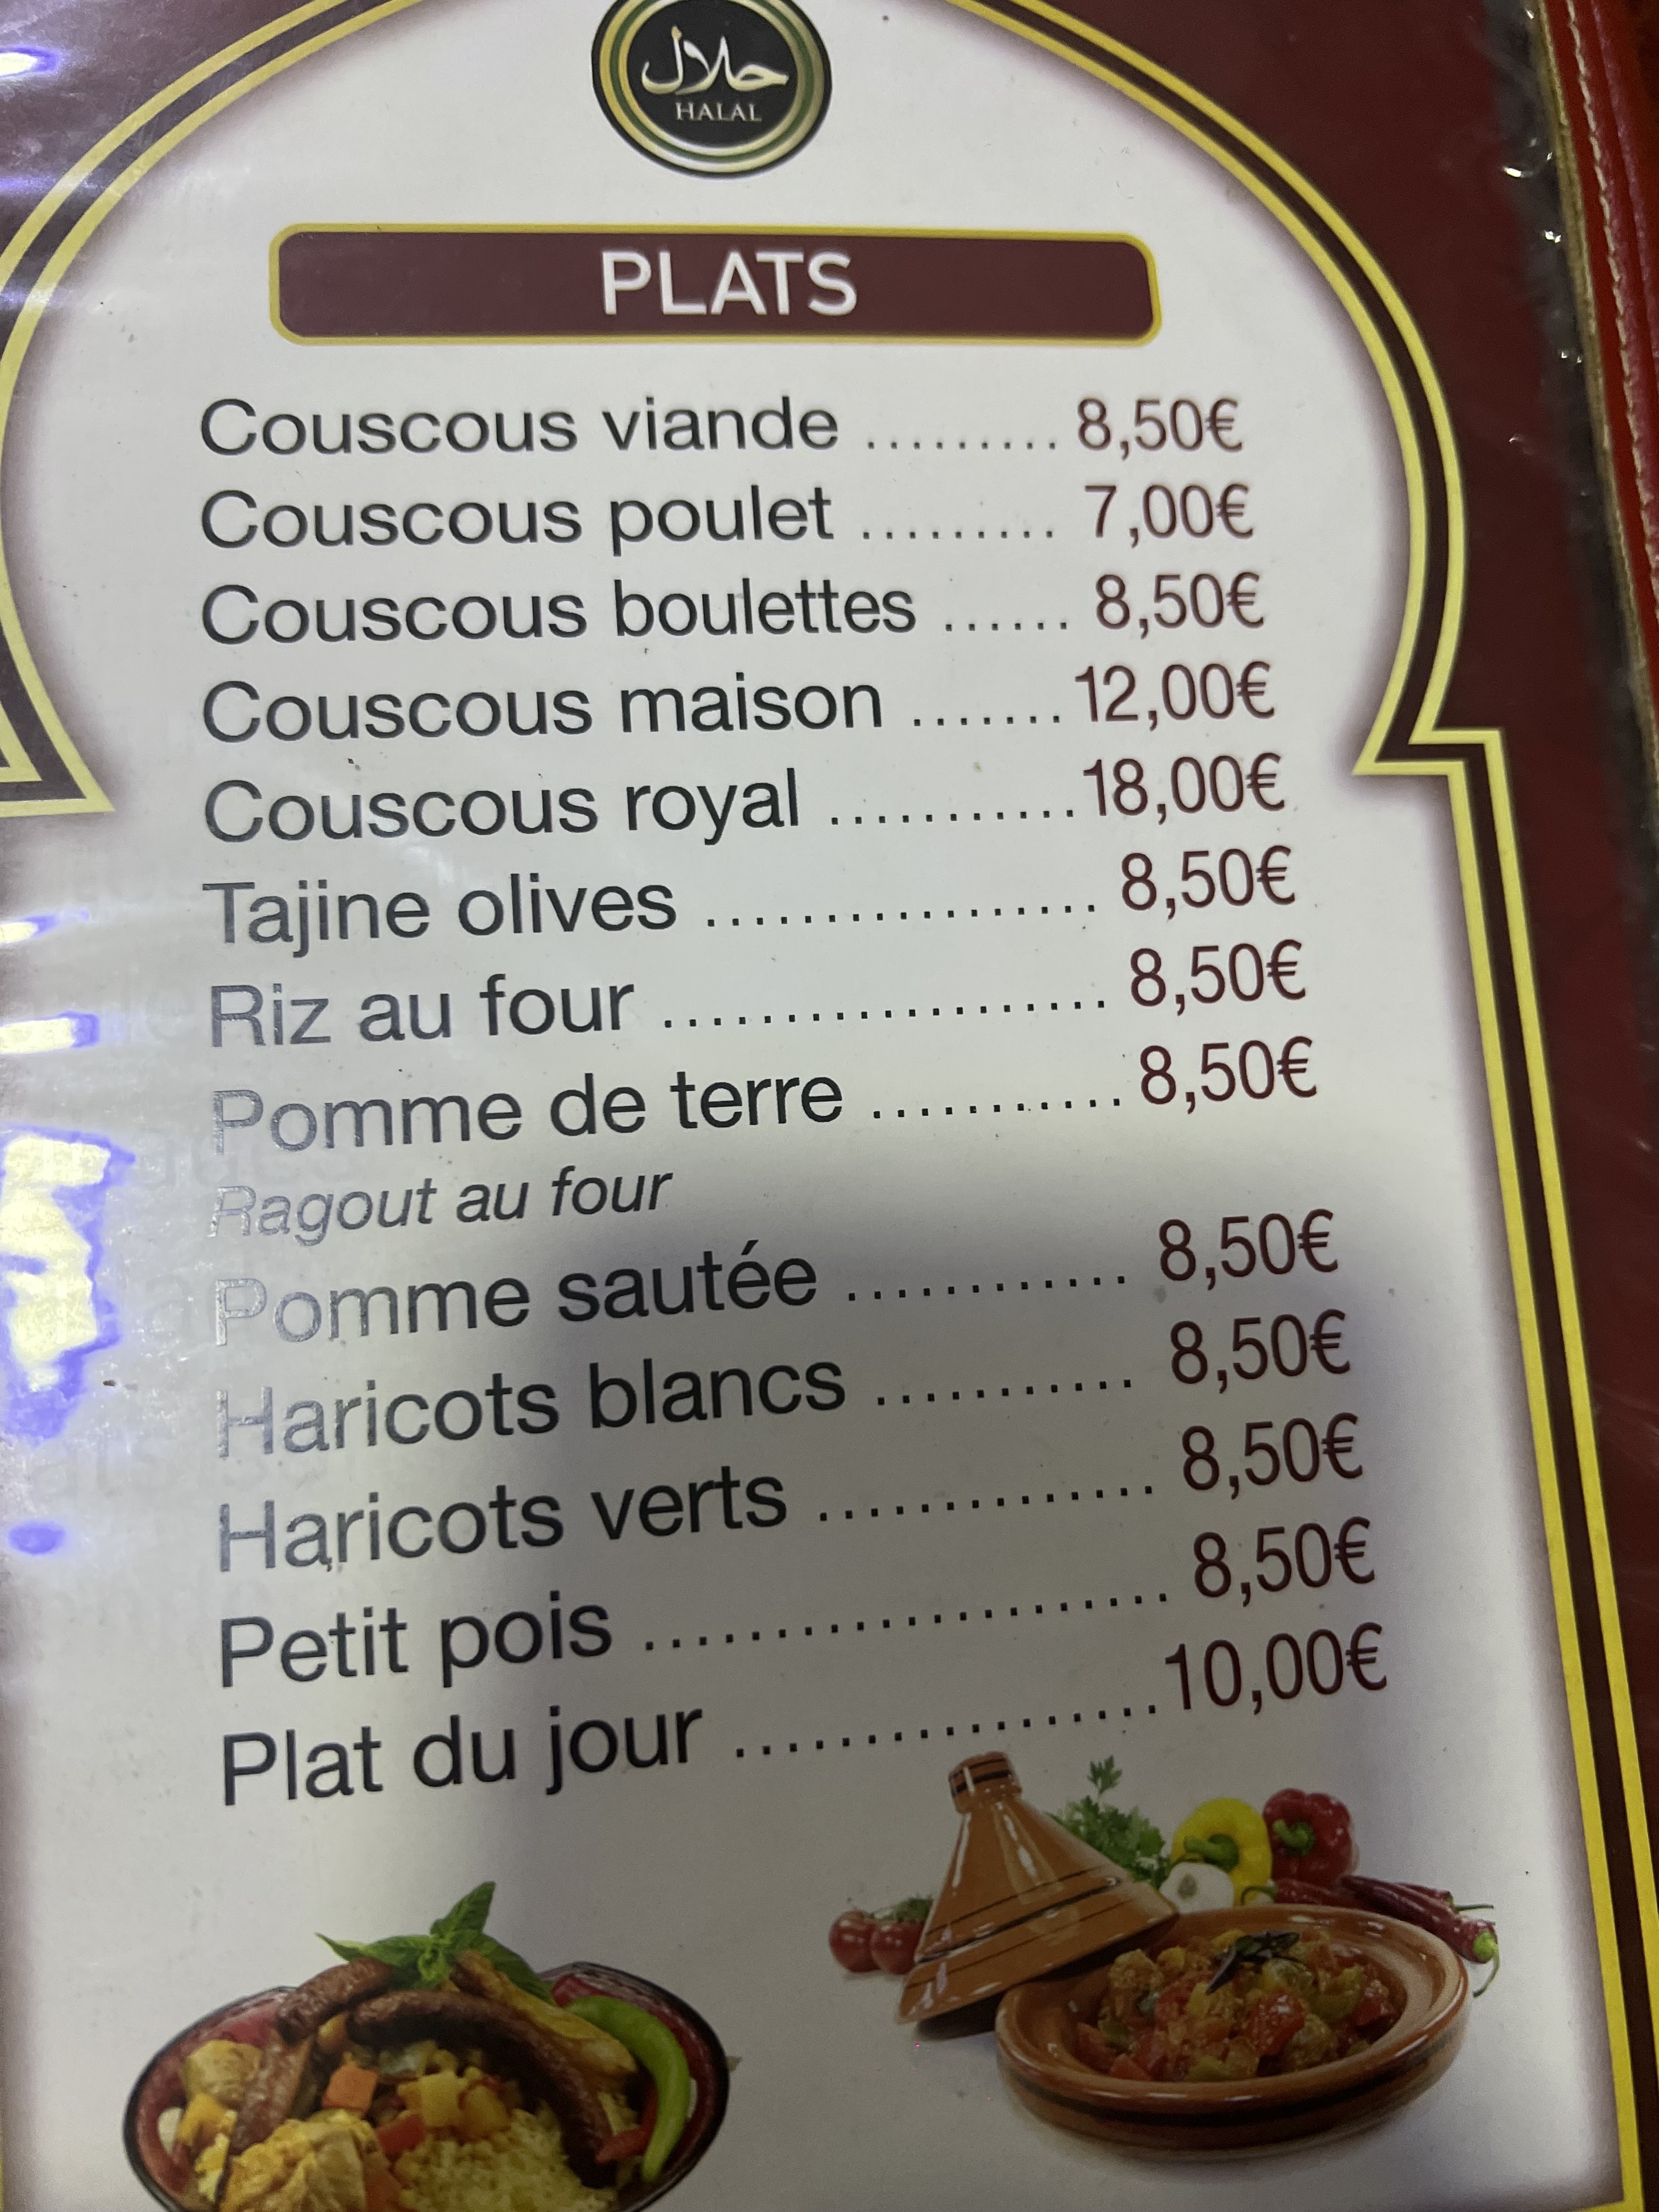 حلال
HALAL
PLATS
Couscous viande ......... 8,50€
Couscous poulet ......... 7,00€
Couscous boulettes ...... 8,50€
Couscous maison ....... 12,00€
Couscous royal ........... 18,00€
Tajine olives .................. 8,50€
Riz au four ................... 8,50€
Pomme de terre ........... 8,50€
Ragout au four
Pomme sautée ............ 8,50€
Haricots blancs ........... 8,50€
Haricots verts .............. 8,50€
Petit pois .................... 8,50€
Plat du jour ................. 10,00€